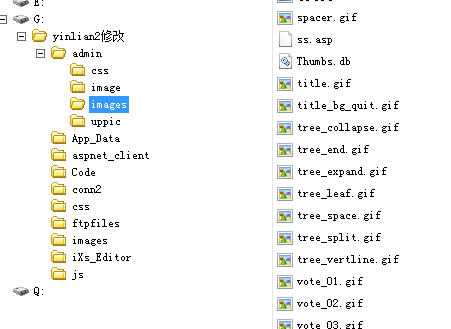 E:
G:
yinlian2修改
admin
css
image
images
uppic
App_Data
aspnet_client
Code
conn2
css
ftpfiles
images
iXs_Editor
js
Q:
spacer.gif
ss.asp
Thumbs.db
title.gif
title_bg_quit.gif
tree_collapse.gif
tree_end.gif
tree_expand.gif
tree_leaf.gif
tree_space.gif
tree_split.gif
tree_vertline.gif
vote_01.gif
vote_02.gif
vote_03.gif